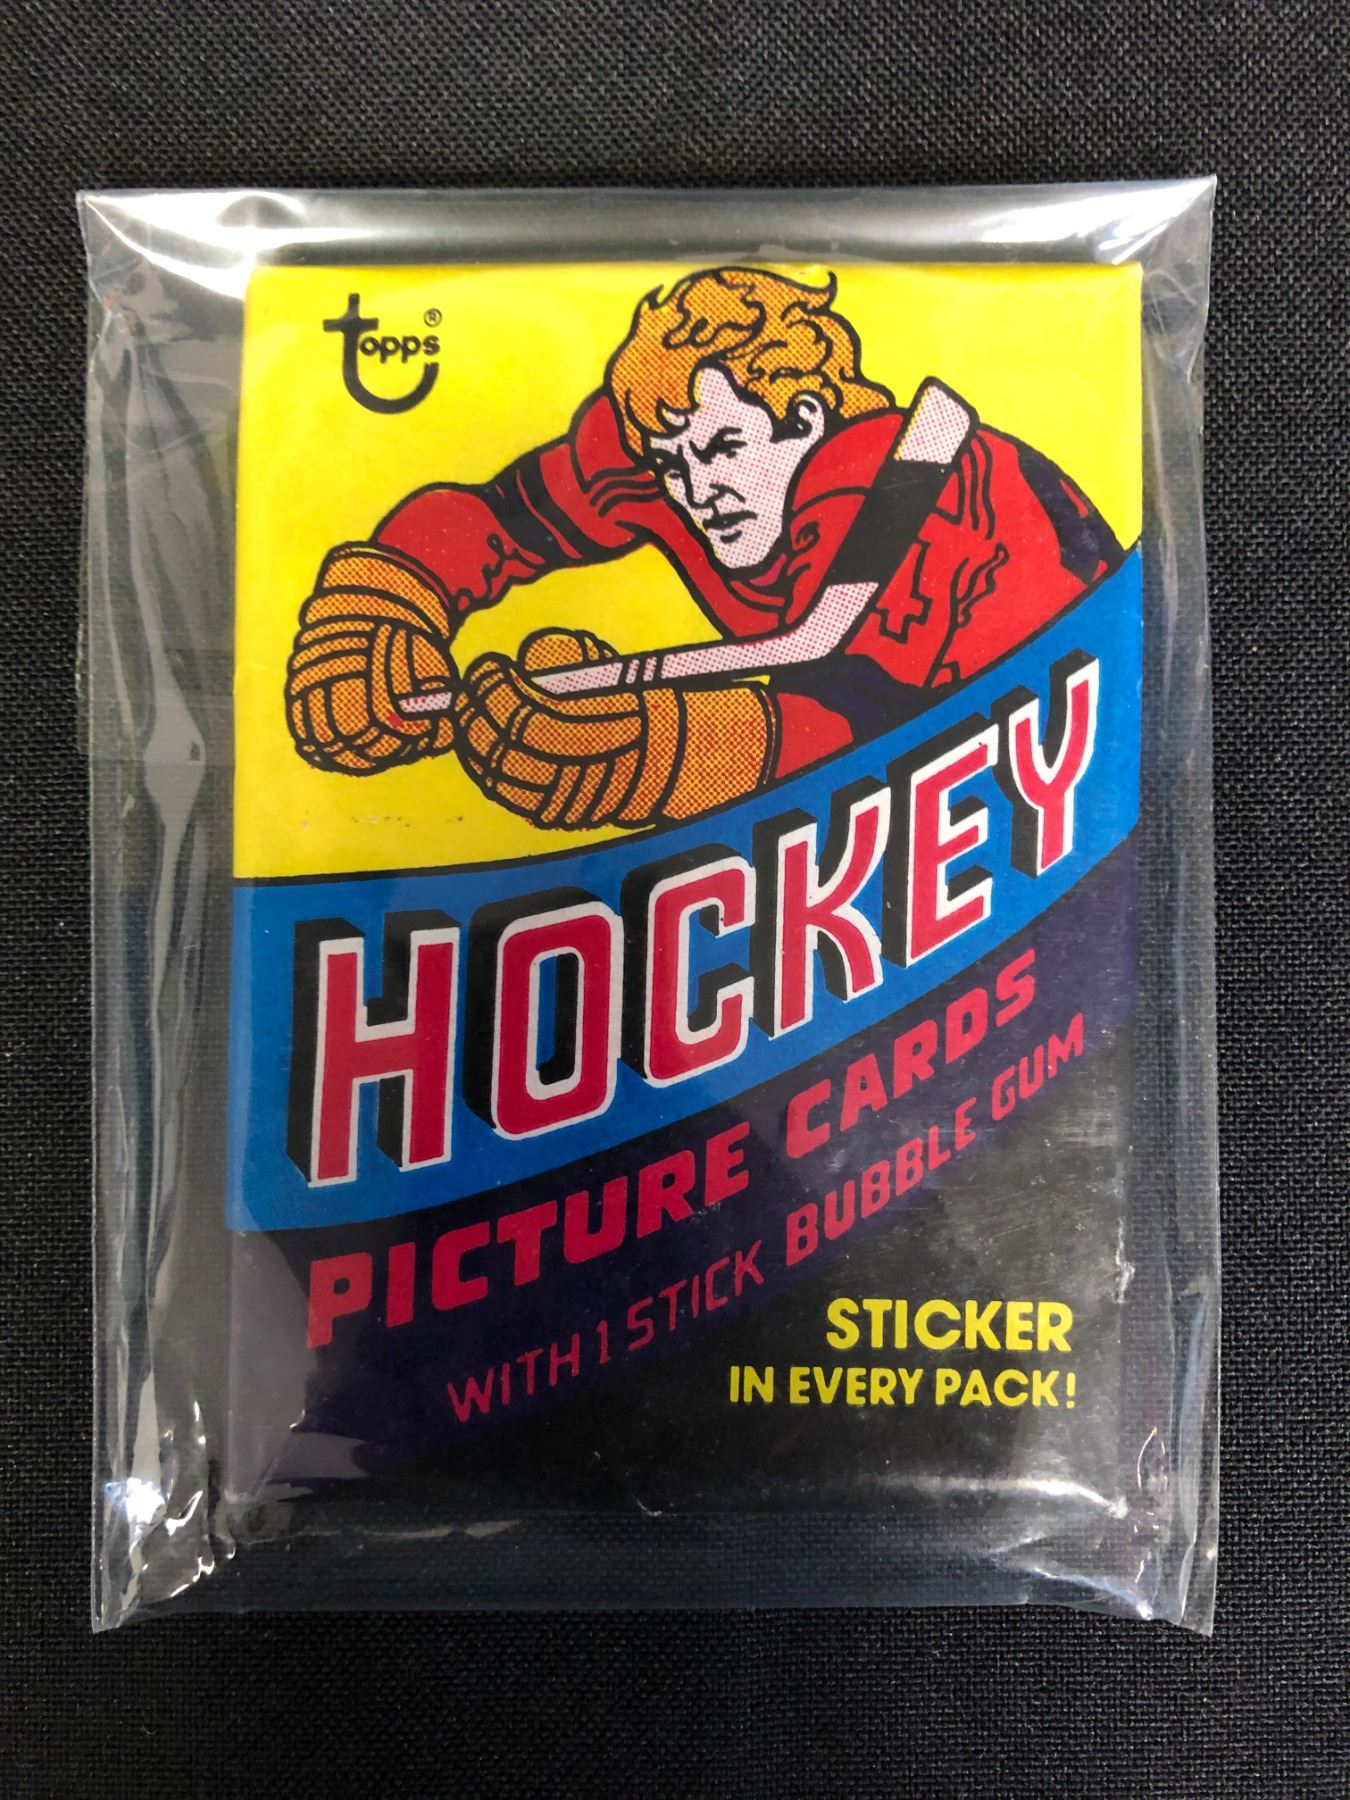 topps®
HOCKEY
PICTURE CARDS
WITH 1 STICK BUBBLE GUM
STICKER
IN EVERY PACK!